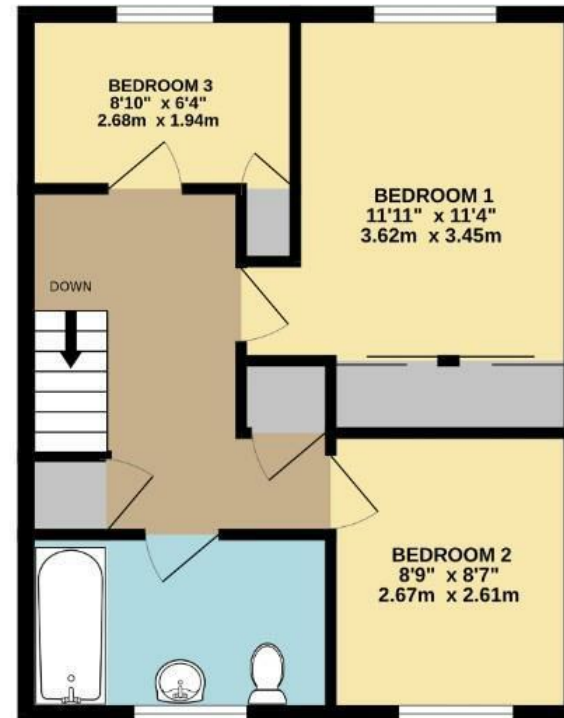 BEDROOM 3
8'10" x 6'4"
2.68m x 1.94m
BEDROOM 1
11'11" x 11'4"
3.62m x 3.45m
DOWN
BEDROOM 2
8'9" x 8'7"
2.67m x 2.61m